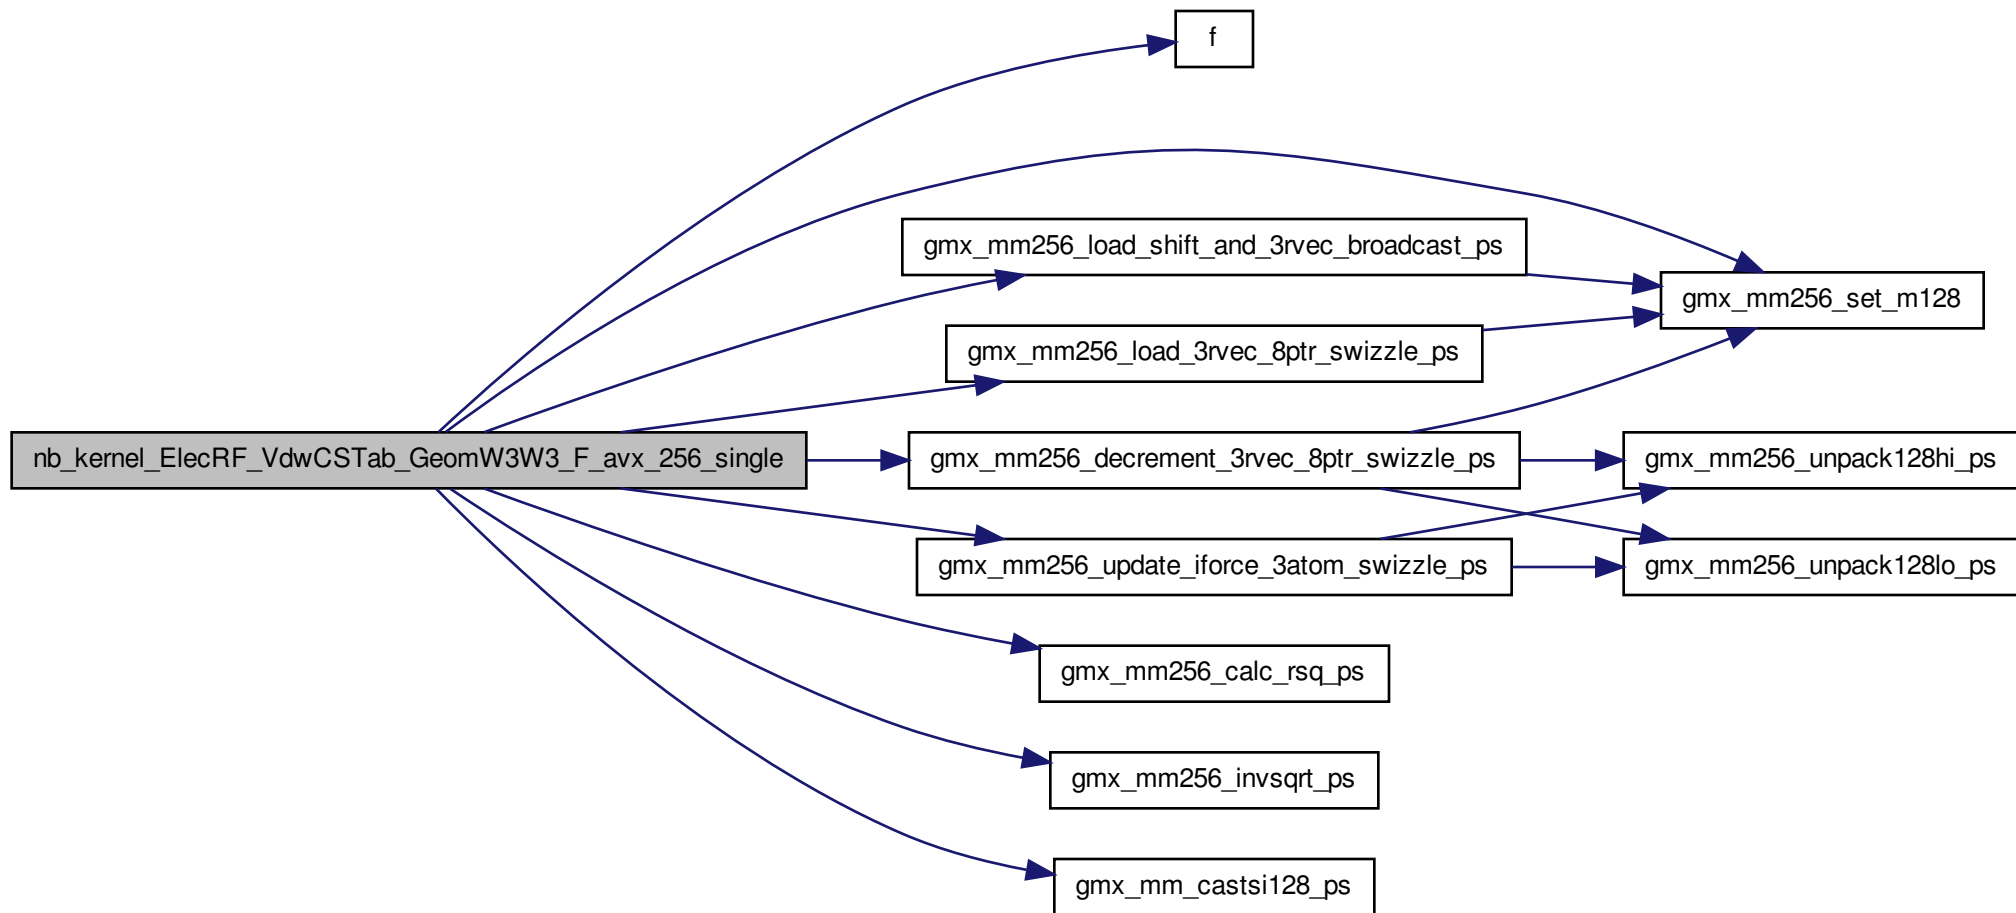 f
gmx_mm256_load_shift_and_3rvec_broadcast_ps
gmx_mm256_set_m128
gmx_mm256_load_3rvec_8ptr_swizzle_ps
nb_kernel_ElecRF_VdwCSTab_GeomW3W3_F_avx_256_single
gmx_mm256_decrement_3rvec_8ptr_swizzle_ps
gmx_mm256_unpack128hi_ps
gmx_mm256_update_iforce_3atom_swizzle_ps
gmx_mm256_unpack128lo_ps
gmx_mm256_calc_rsq_ps
gmx_mm256_invsqrt_ps
gmx_mm_castsi128_ps